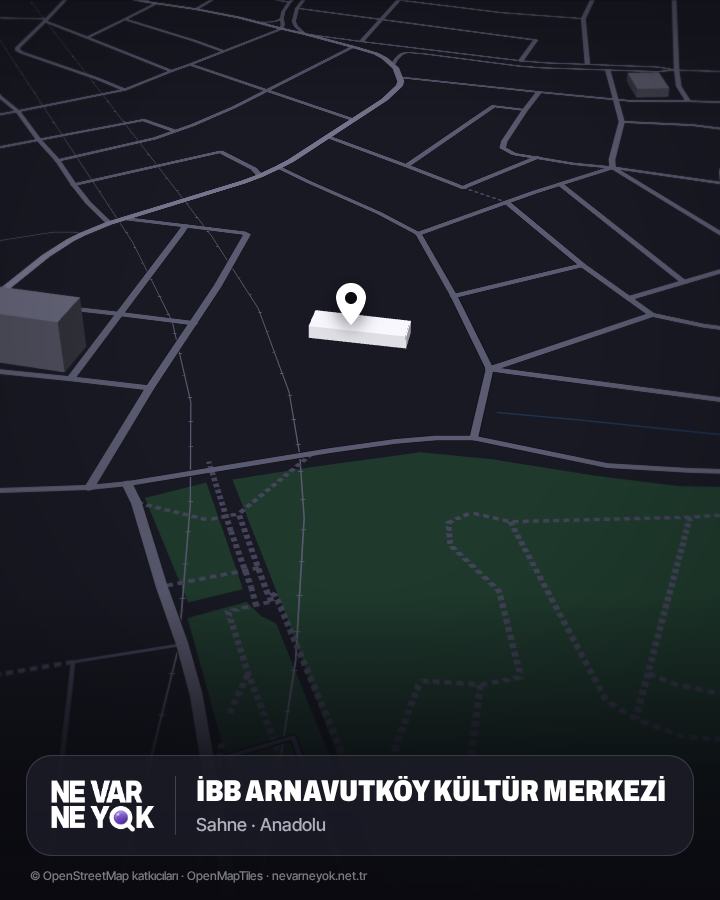 NE VAR
NE YOK
İBB ARNAVUTKÖY KÜLTÜR MERKEZİ
Sahne · Anadolu
© OpenStreetMap katkıcıları · OpenMapTiles · nevarneyok.net.tr